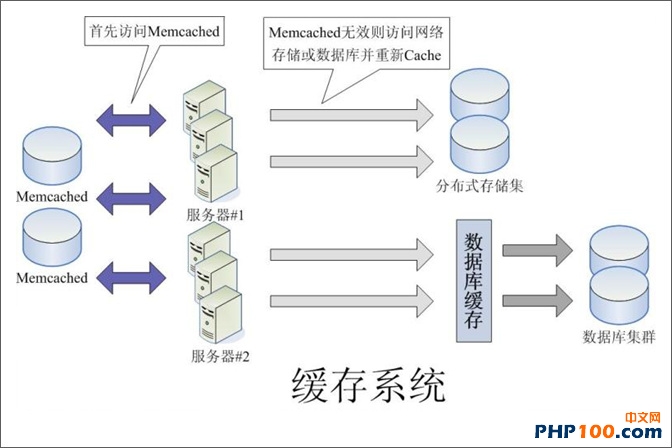 首先访问Memcached
Memcached无效则访问网络
存储或数据库并重新Cache
Memcached
Memcached
服务器#1
服务器#2
分布式存储集
数据库缓存
数据库集群
缓存系统
中文网
PHP100.com